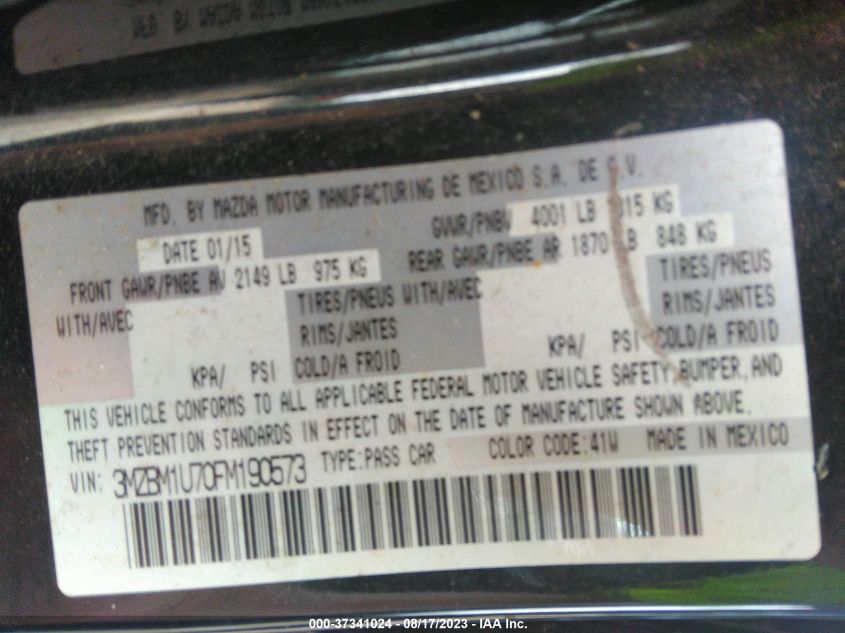 MFD. BY MAZDA MOTOR MANUFACTURING DE MEXICO S.A. DE C.V.
DATE 01/15 GVWR/PNBV 4001 LB 1815 KG
FRONT GAWR/PNBE AV 2149 LB 975 KG REAR GAWR/PNBE AR 1870 LB 848 KG
WITH/AVEC TIRES/PNEUS WITH/AVEC TIRES/PNEUS
RIMS/JANTES RIMS/JANTES
KPA/ PSI COLD/A FROID KPA/ PSI COLD/A FROID
THIS VEHICLE CONFORMS TO ALL APPLICABLE FEDERAL MOTOR VEHICLE SAFETY, BUMPER, AND
THEFT PREVENTION STANDARDS IN EFFECT ON THE DATE OF MANUFACTURE SHOWN ABOVE.
VIN: 3MZBM1U70FM190573 TYPE:PASS CAR COLOR CODE:41W MADE IN MEXICO
000-37341024 - 08/17/2023 - IAA Inc.